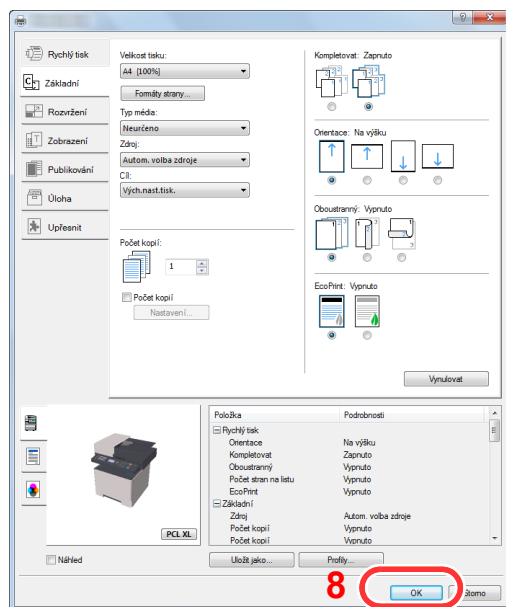 Rychlý tisk
Základní
Rozvržení
Zobrazení
Publikování
Úloha
Upřesnit
Velikost tisku:
A4 [100%]
Formáty strany...
Typ média:
Neurčeno
Zdroj:
Autom. volba zdroje
Cíl:
Vých.nast.tisk.
Počet kopií:
1
Počet kopií
Nastavení...
Kompletovat: Zapnuto
Orientace: Na výšku
Oboustranný: Vypnuto
EcoPrint: Vypnuto
Vynulovat
PCL XL
Náhled
Položka Podrobnosti
Rychlý tisk
Orientace Na výšku
Kompletovat Zapnuto
Oboustranný Vypnuto
Počet stran na listu Vypnuto
EcoPrint Vypnuto
Základní
Zdroj Autom. volba zdroje
Počet kopií Vypnuto
Počet kopií Vypnuto
Uložit jako... Profily...
8 OK Storno